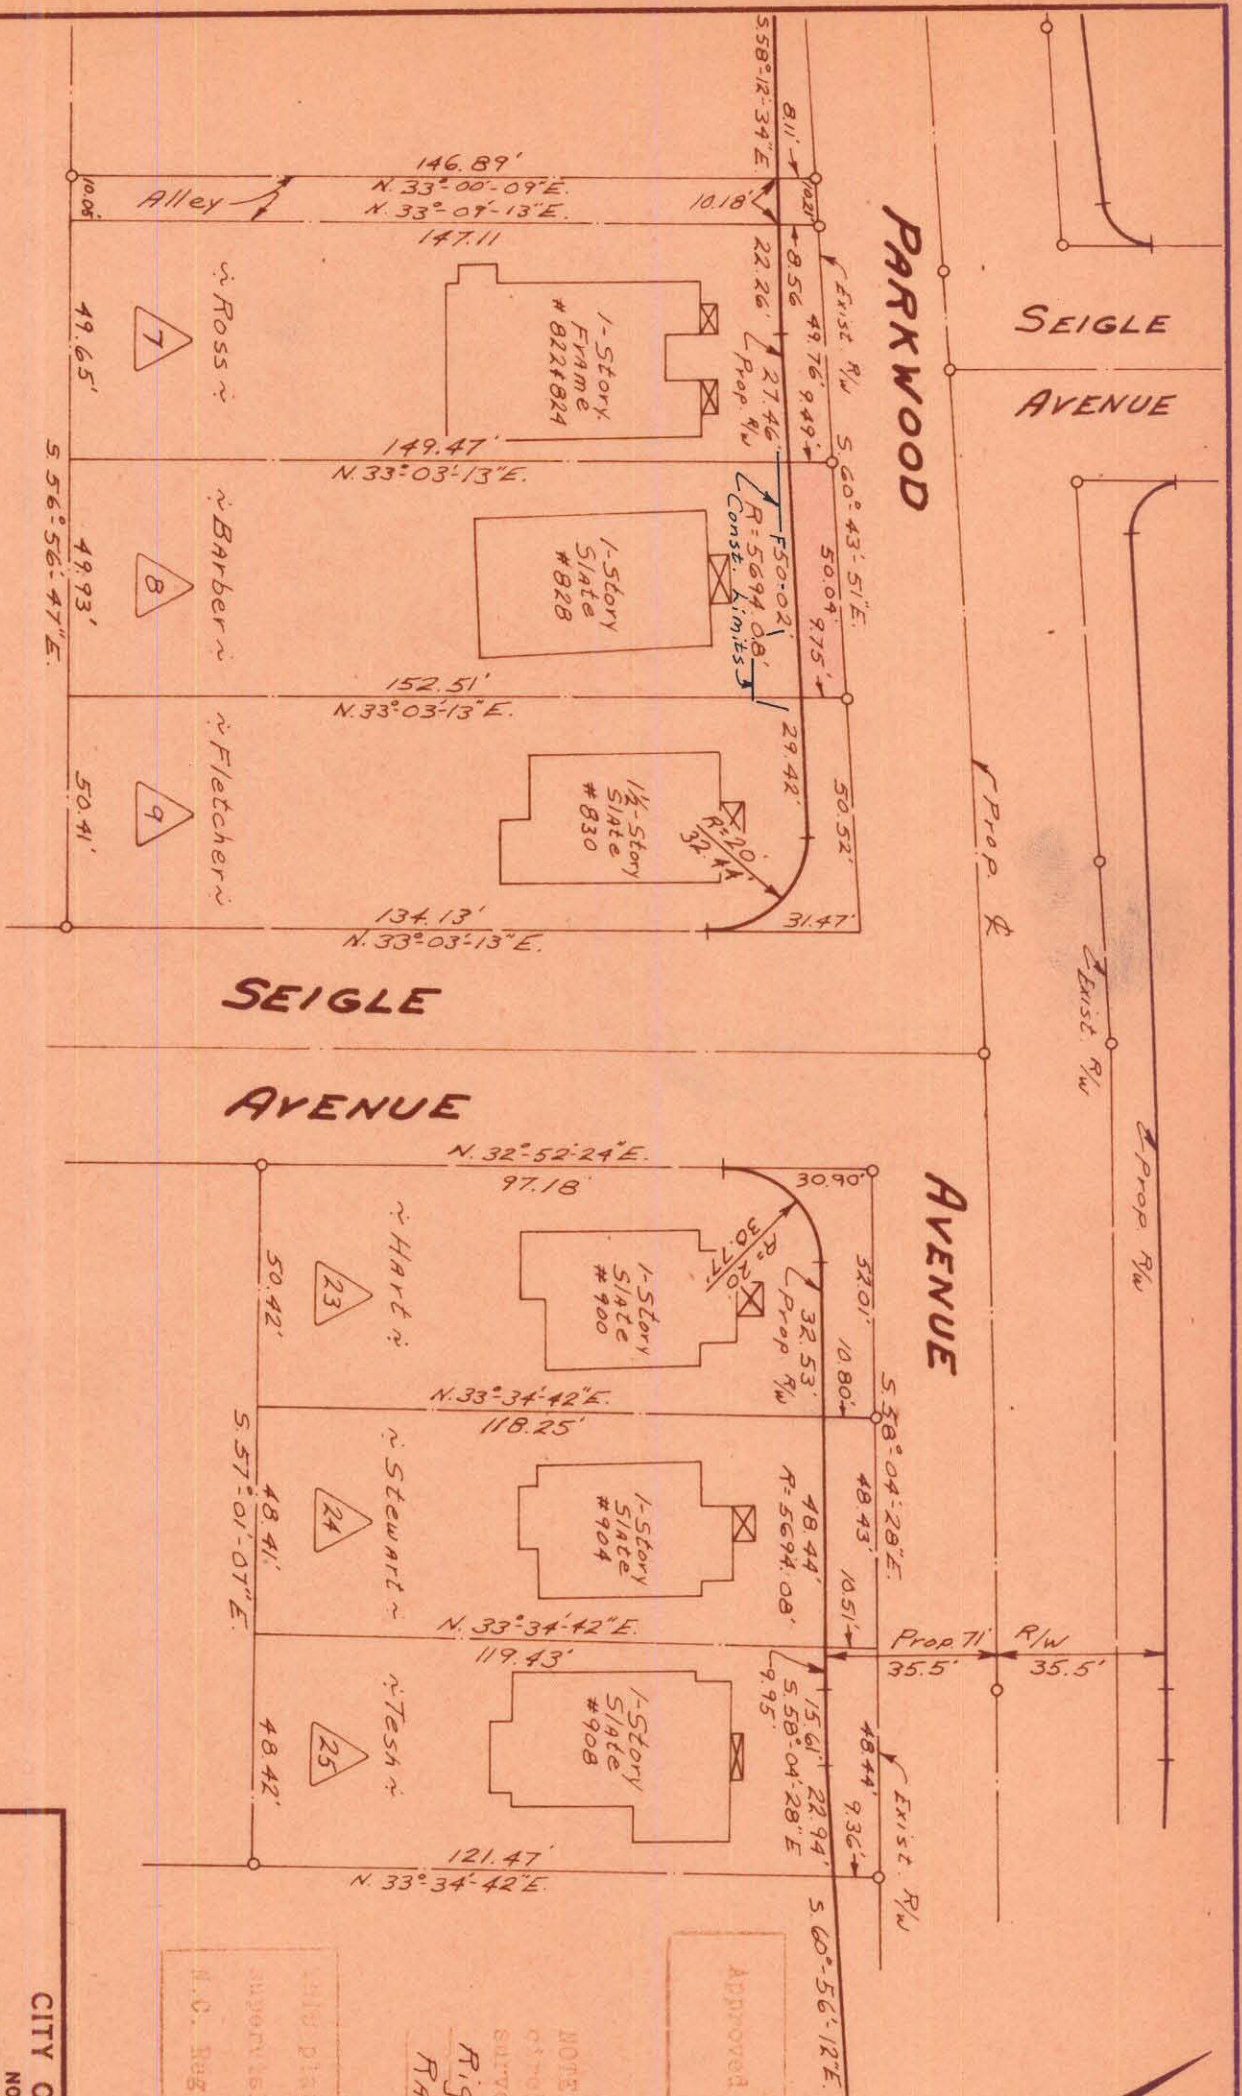 SEIGLE
AVENUE
PARKWOOD
AVENUE
S.58°-12'-34"E.
8.11'
10.21'
10.18'
146.89'
N.33°-00'-09"E.
N.33°-09'-13"E.
147.11
Alley
10.06'
8.56
22.26'
Exist. R/W
49.76'
9.49'
27.46'
Prop. R/W
S.60°-43'-51"E.
50.04'
9.75'
50.02'
R=5694.08'
Const. Limits
1-Story
Frame
#822&824
~Ross~
7
49.65'
149.47'
N.33°-03'-13"E.
1-Story
Slate
#828
~Barber~
8
49.93'
S.56°-56'-47"E.
152.51'
N.33°-03'-13"E.
29.42'
50.52'
1½-Story
Slate
#830
R=20'
32.44'
31.47'
~Fletcher~
9
50.41'
134.13'
N.33°-03'-13"E.
Prop. ℄
Exist. R/W
Prop. R/W
SEIGLE
AVENUE
N.32°-52'-24"E.
97.18'
30.90'
R=20'
30.77'
32.01'
10.80'
32.53'
Prop. R/W
S.58°-04'-28"E.
1-Story
Slate
#900
~Hart~
23
50.42'
N.33°-34'-42"E.
118.25'
48.43'
10.51'
48.44'
R=5694.08'
1-Story
Slate
#904
~Stewart~
24
48.41'
S.57°-01'-07"E.
N.33°-34'-42"E.
119.43'
Prop. 71' R/W
35.5'
35.5'
15.61'
22.94'
S.58°-04'-28"E
9.95'
48.44'
9.36'
Exist. R/W
1-Story
Slate
#908
~Tesh~
25
48.42'
121.47'
N.33°-34'-42"E.
S.60°-56'-12"E.
Approved
NOTE
CITY
NO